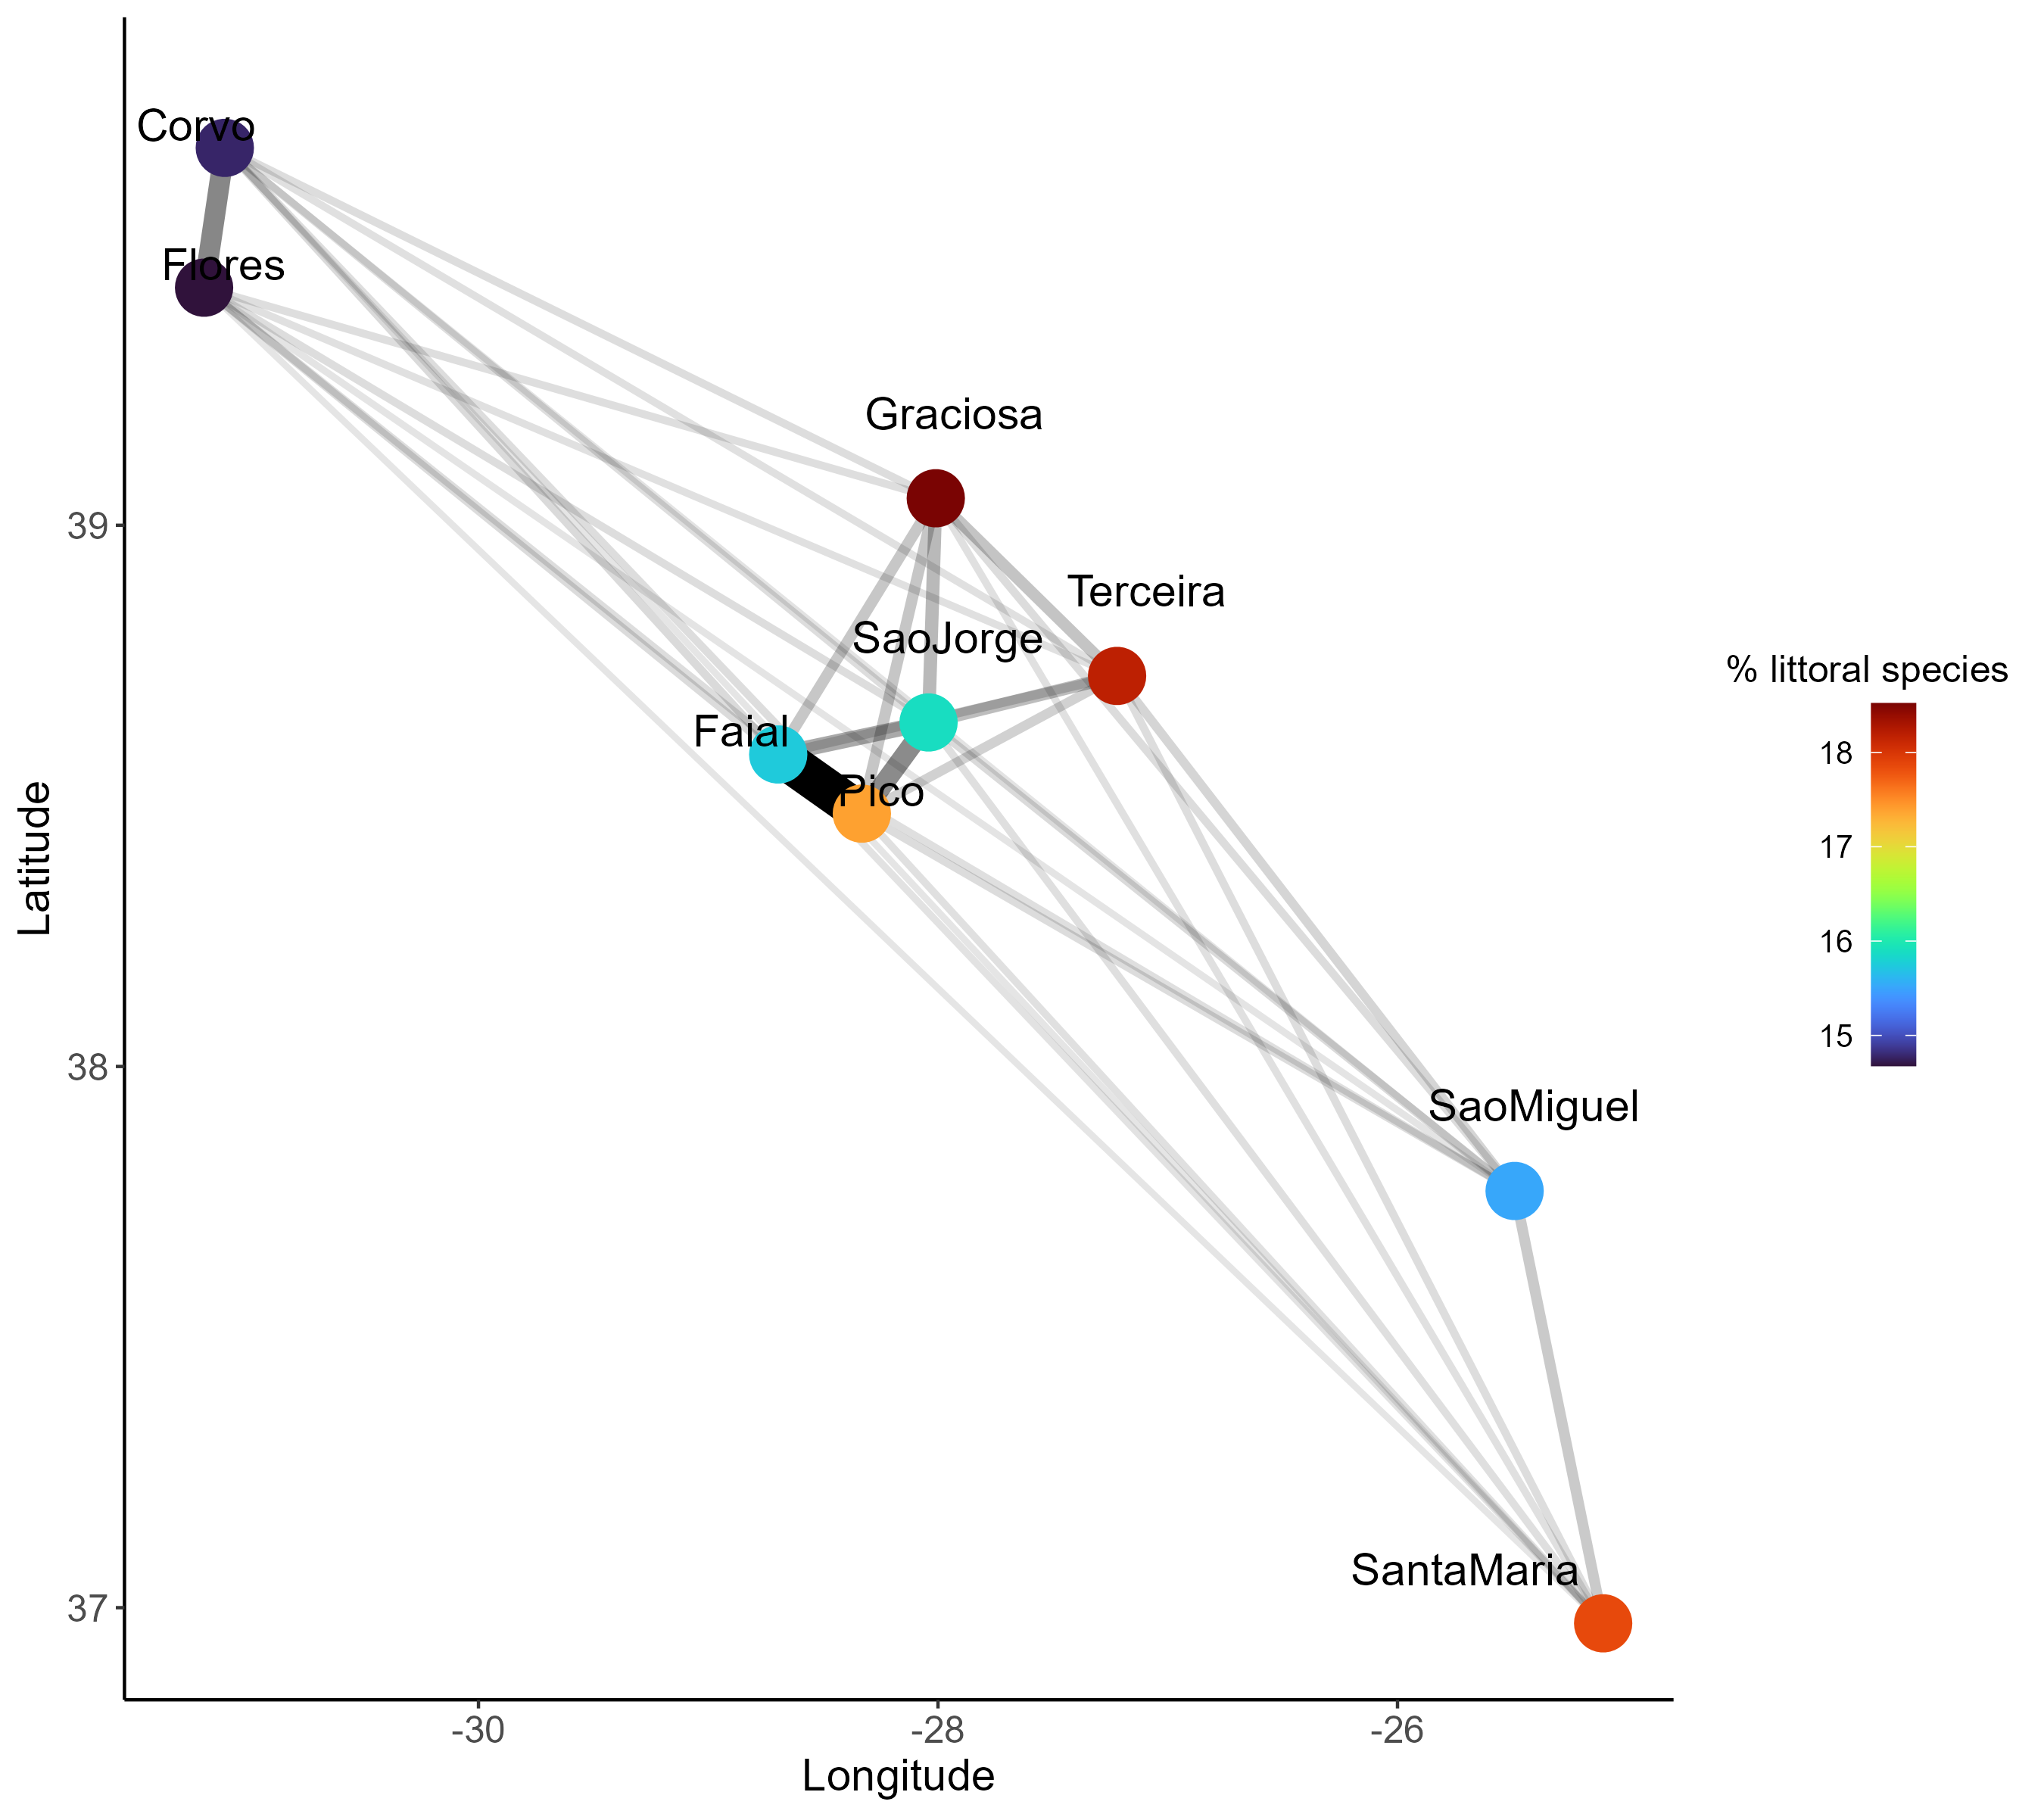 Corvo
Flores
Graciosa
Terceira
SaoJorge
Faial
Pico
SaoMiguel
SantaMaria
39
38
37
Latitude
-30
-28
-26
Longitude
% littoral species
18
17
16
15